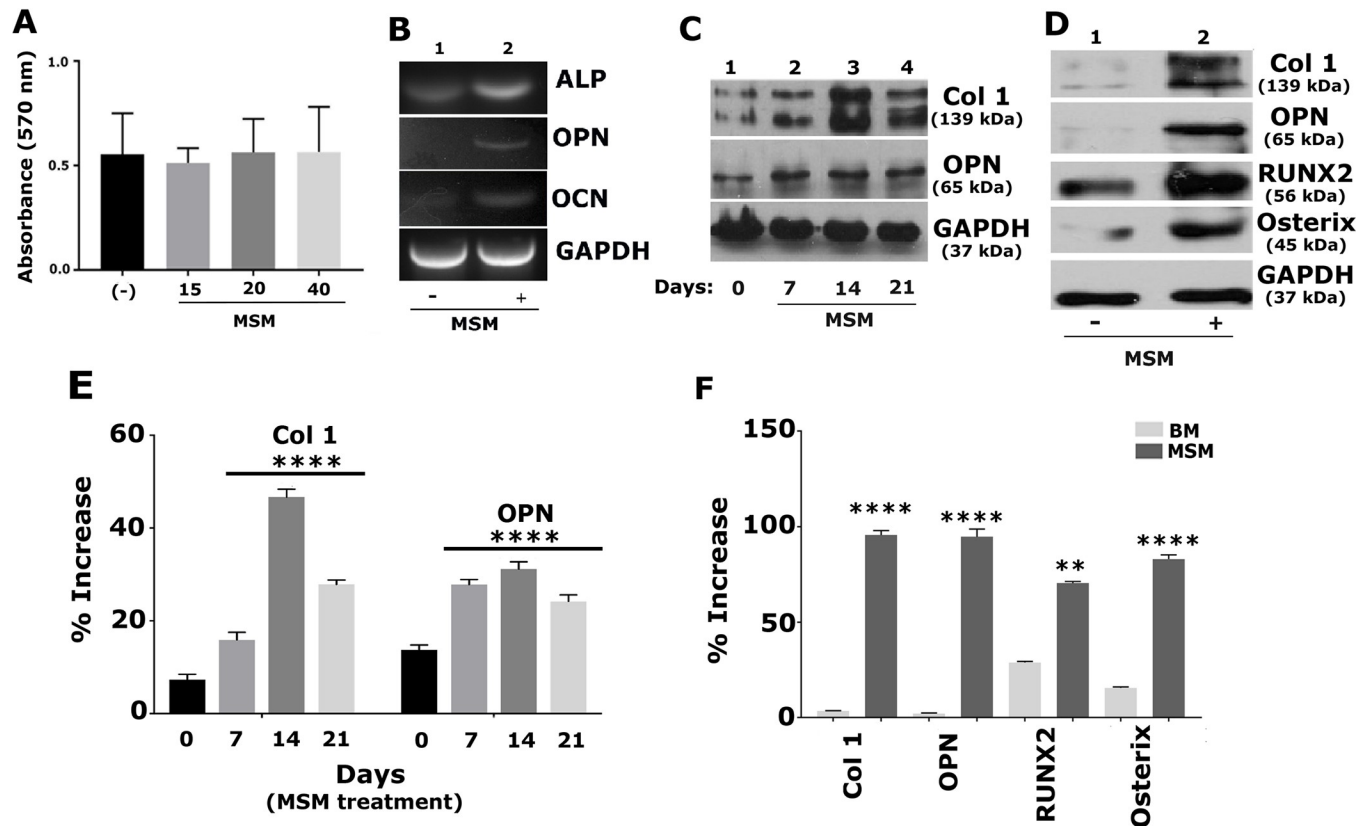 A
Absorbance (570 nm)
1.0
0.5
0.0
(-) 15 20 40
MSM
B
1 2
ALP
OPN
OCN
GAPDH
- +
MSM
C
1 2 3 4
Col 1
(139 kDa)
OPN
(65 kDa)
GAPDH
(37 kDa)
Days: 0 7 14 21
MSM
D
1 2
Col 1
(139 kDa)
OPN
(65 kDa)
RUNX2
(56 kDa)
Osterix
(45 kDa)
GAPDH
(37 kDa)
- +
MSM
E
% Increase
60
40
20
0
Col 1
****
OPN
****
0 7 14 21 0 7 14 21
Days
(MSM treatment)
F
% Increase
150
100
50
0
BM
MSM
**** **** ** ****
Col 1
OPN
RUNX2
Osterix